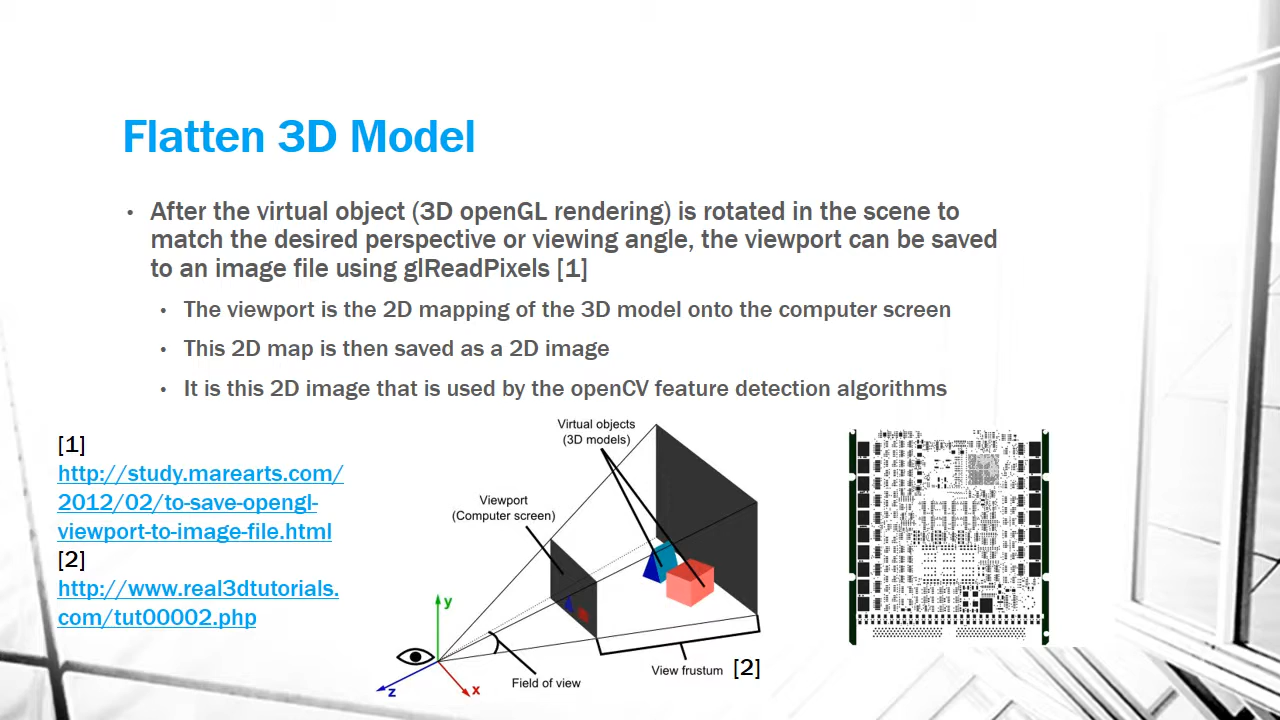 Flatten 3D Model
• After the virtual object (3D openGL rendering) is rotated in the scene to
match the desired perspective or viewing angle, the viewport can be saved
to an image file using glReadPixels [1]
• The viewport is the 2D mapping of the 3D model onto the computer screen
• This 2D map is then saved as a 2D image
• It is this 2D image that is used by the openCV feature detection algorithms
[1]
http://study.marearts.com/
2012/02/to-save-opengl-
viewport-to-image-file.html
[2]
http://www.real3dtutorials.
com/tut00002.php
Virtual objects
(3D models)
Viewport
(Computer screen)
y
z
x
Field of view
View frustum
[2]